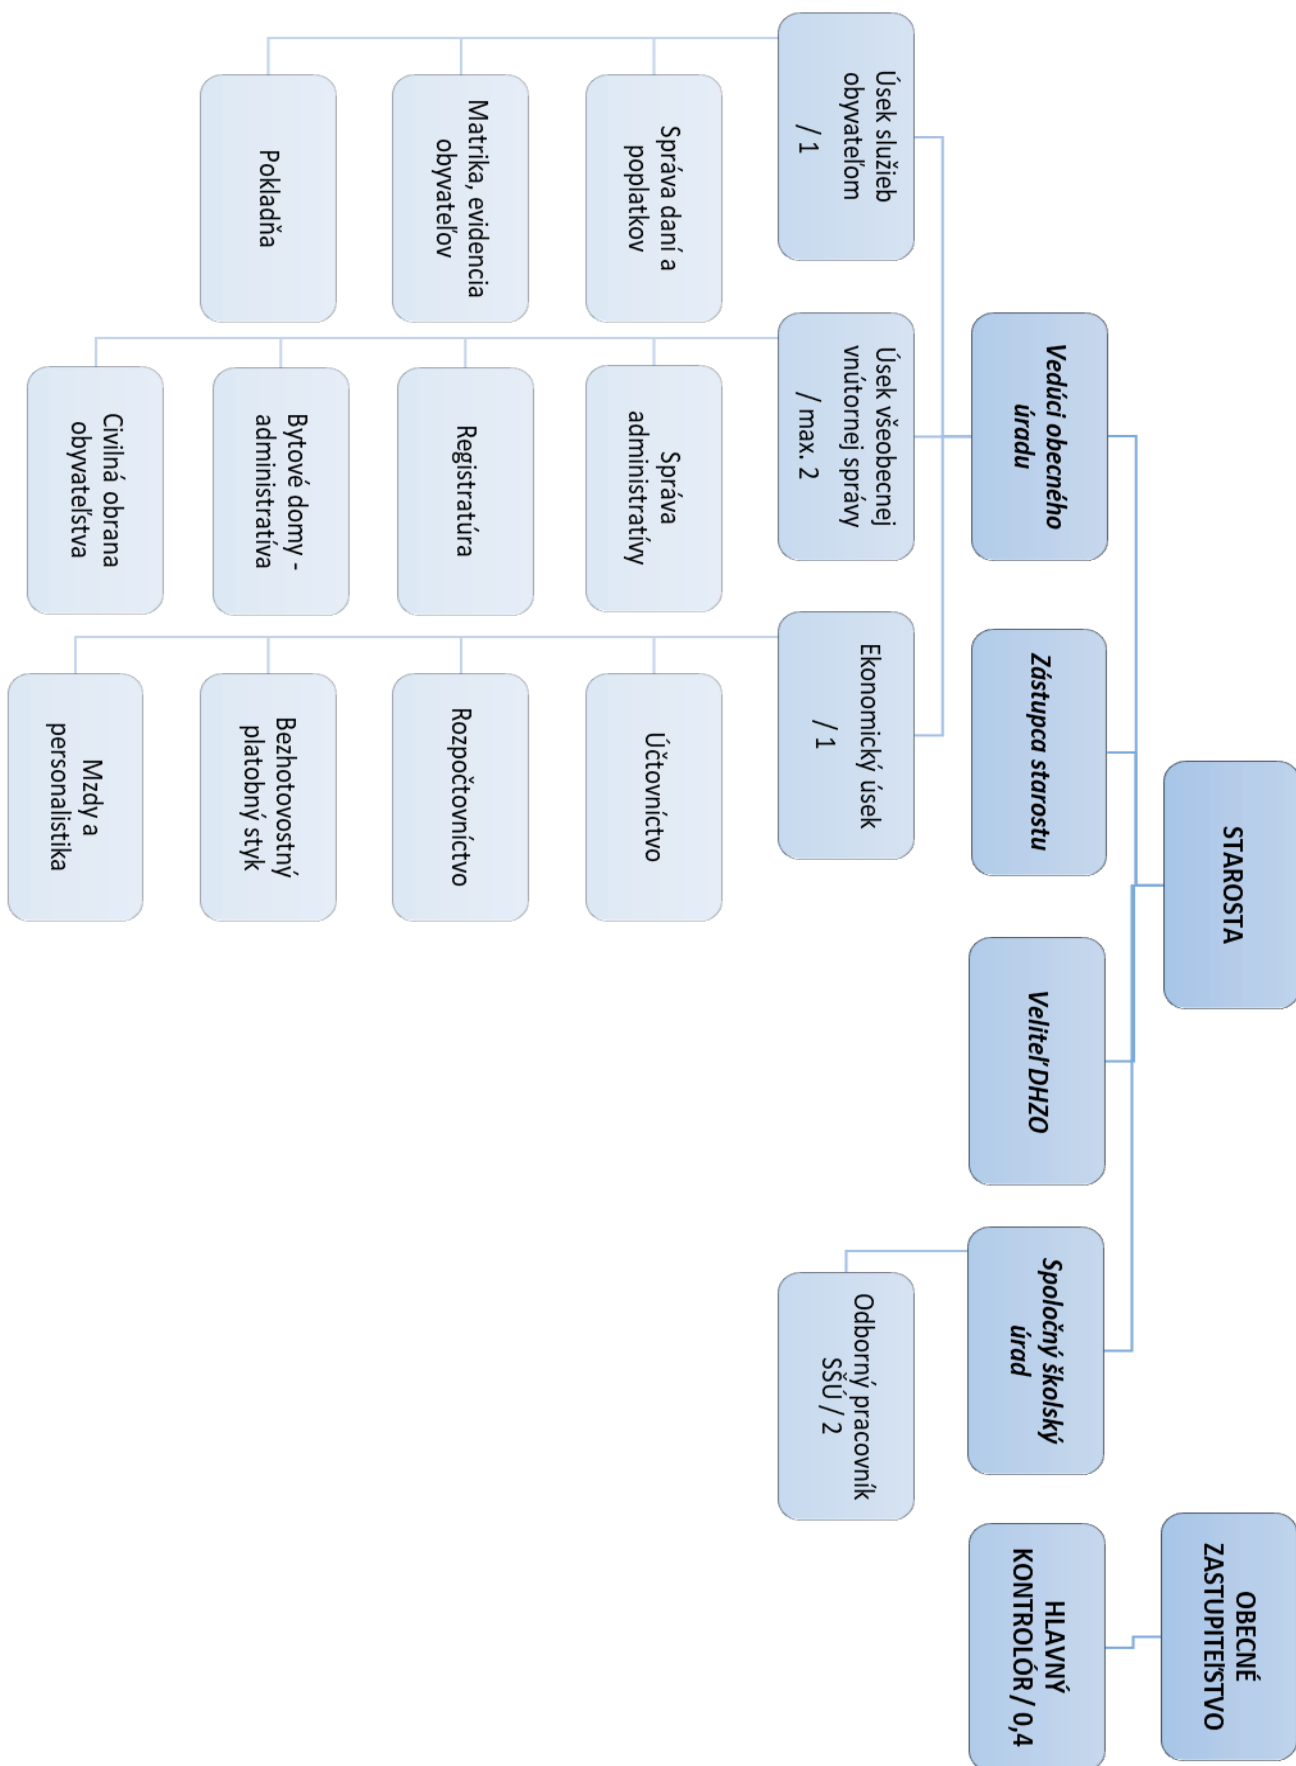 STAROSTA
OBECNÉ
ZASTUPITEĽSTVO
Vedúci obecného
úradu
Zástupca starostu
Veliteľ DHZO
Spoločný školský
úrad
HLAVNÝ
KONTROLÓR / 0,4
Úsek služieb
obyvateľom
/ 1
Úsek všeobecnej
vnútornej správy
/ max. 2
Ekonomický úsek
/ 1
Odborný pracovník
SŠÚ / 2
Správa daní a
poplatkov
Správa
administratívy
Účtovníctvo
Matrika, evidencia
obyvateľov
Registratúra
Rozpočtovníctvo
Pokladňa
Bytové domy -
administratíva
Bezhotovostný
platobný styk
Civilná obrana
obyvateľstva
Mzdy a
personalistika